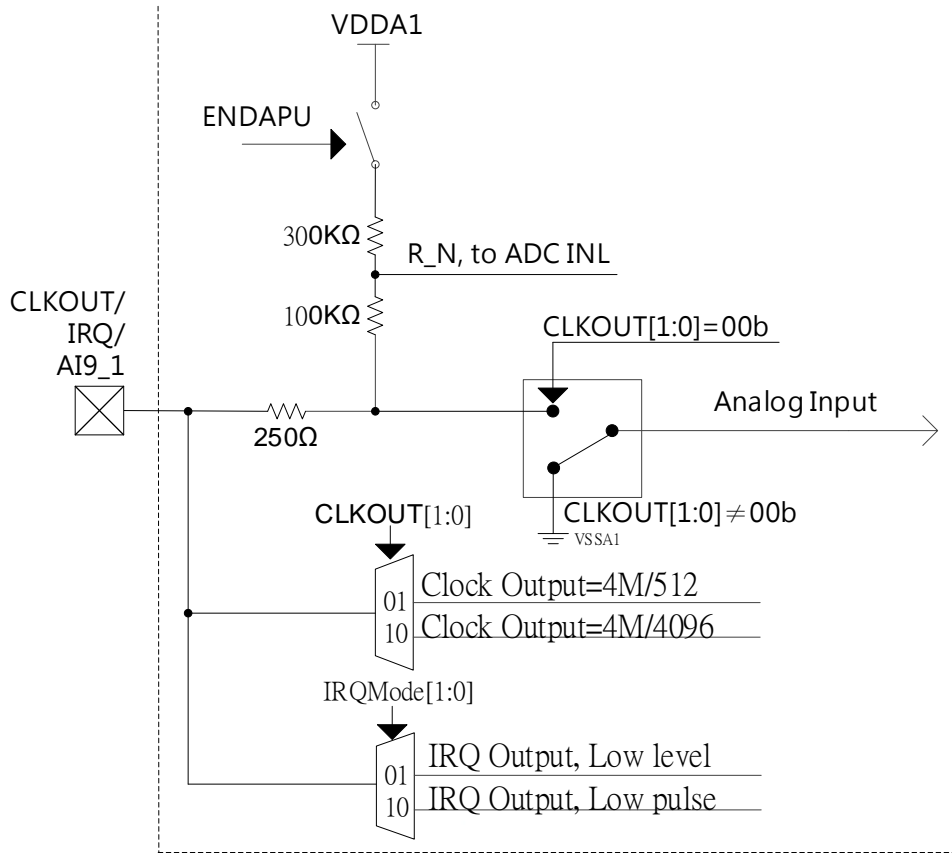 VDDA1
ENDAPU
300KΩ
R_N, to ADC INL
100KΩ
CLKOUT/
IRQ/
AI9_1
CLKOUT[1:0]=00b
Analog Input
250Ω
CLKOUT[1:0]≠00b
VSSA1
CLKOUT[1:0]
01 Clock Output=4M/512
10 Clock Output=4M/4096
IRQMode[1:0]
01 IRQ Output, Low level
10 IRQ Output, Low pulse